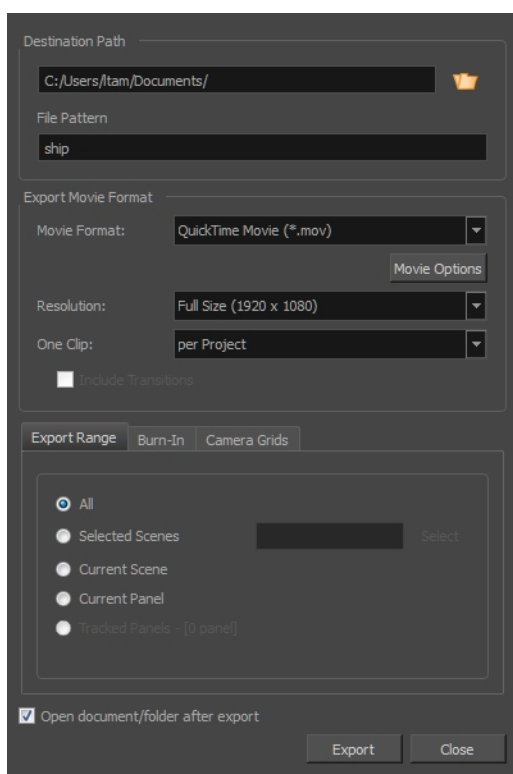 Destination Path
C:/Users/ltam/Documents/
File Pattern
ship
Export Movie Format
Movie Format: QuickTime Movie (*.mov)
Movie Options
Resolution: Full Size (1920 x 1080)
One Clip: per Project
Include Transitions
Export Range Burn-In Camera Grids
All
Selected Scenes Select
Current Scene
Current Panel
Tracked Panels - [0 panel]
Open document/folder after export
Export Close